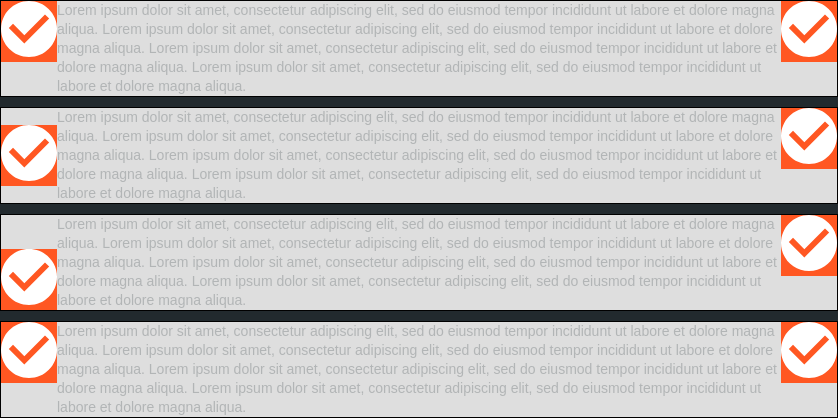 Lorem ipsum dolor sit amet, consectetur adipiscing elit, sed do eiusmod tempor incididunt ut labore et dolore magna
aliqua. Lorem ipsum dolor sit amet, consectetur adipiscing elit, sed do eiusmod tempor incididunt ut labore et dolore
magna aliqua. Lorem ipsum dolor sit amet, consectetur adipiscing elit, sed do eiusmod tempor incididunt ut labore et
dolore magna aliqua. Lorem ipsum dolor sit amet, consectetur adipiscing elit, sed do eiusmod tempor incididunt ut
labore et dolore magna aliqua.
Lorem ipsum dolor sit amet, consectetur adipiscing elit, sed do eiusmod tempor incididunt ut labore et dolore magna
aliqua. Lorem ipsum dolor sit amet, consectetur adipiscing elit, sed do eiusmod tempor incididunt ut labore et dolore
magna aliqua. Lorem ipsum dolor sit amet, consectetur adipiscing elit, sed do eiusmod tempor incididunt ut labore et
dolore magna aliqua. Lorem ipsum dolor sit amet, consectetur adipiscing elit, sed do eiusmod tempor incididunt ut
labore et dolore magna aliqua.
Lorem ipsum dolor sit amet, consectetur adipiscing elit, sed do eiusmod tempor incididunt ut labore et dolore magna
aliqua. Lorem ipsum dolor sit amet, consectetur adipiscing elit, sed do eiusmod tempor incididunt ut labore et dolore
magna aliqua. Lorem ipsum dolor sit amet, consectetur adipiscing elit, sed do eiusmod tempor incididunt ut labore et
dolore magna aliqua. Lorem ipsum dolor sit amet, consectetur adipiscing elit, sed do eiusmod tempor incididunt ut
labore et dolore magna aliqua.
Lorem ipsum dolor sit amet, consectetur adipiscing elit, sed do eiusmod tempor incididunt ut labore et dolore magna
aliqua. Lorem ipsum dolor sit amet, consectetur adipiscing elit, sed do eiusmod tempor incididunt ut labore et dolore
magna aliqua. Lorem ipsum dolor sit amet, consectetur adipiscing elit, sed do eiusmod tempor incididunt ut labore et
dolore magna aliqua. Lorem ipsum dolor sit amet, consectetur adipiscing elit, sed do eiusmod tempor incididunt ut
labore et dolore magna aliqua.